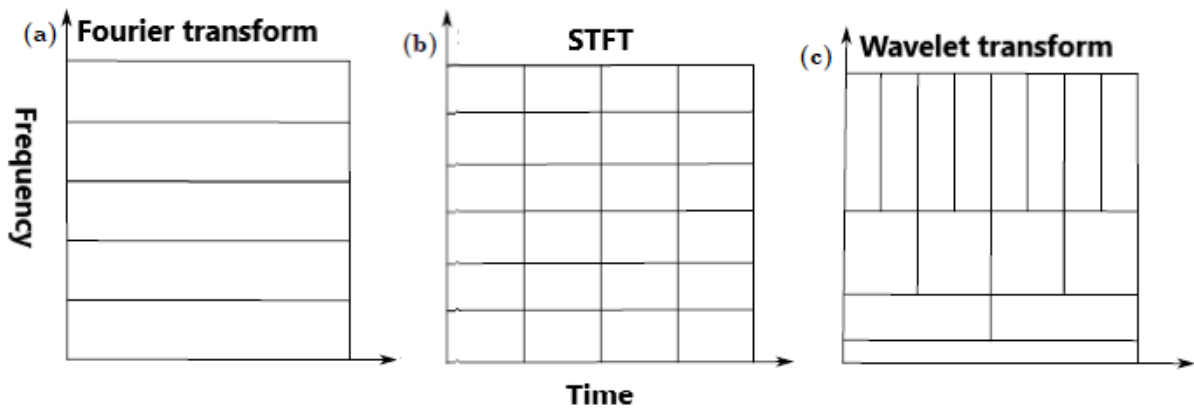 (a) Fourier transform
(b) STFT
(c) Wavelet transform
Frequency
Time